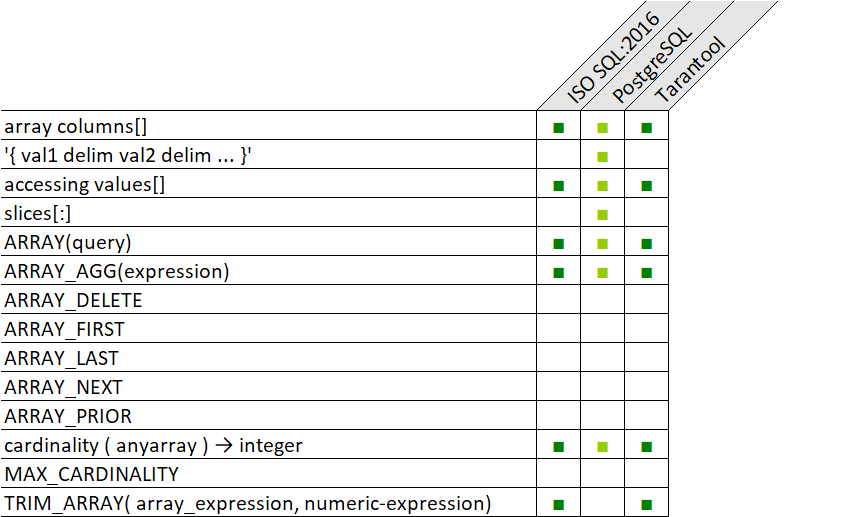 ISO SQL:2016
PostgreSQL
Tarantool
array columns[]
'{ val1 delim val2 delim ... }'
accessing values[]
slices[:]
ARRAY(query)
ARRAY_AGG(expression)
ARRAY_DELETE
ARRAY_FIRST
ARRAY_LAST
ARRAY_NEXT
ARRAY_PRIOR
cardinality ( anyarray ) → integer
MAX_CARDINALITY
TRIM_ARRAY( array_expression, numeric-expression)